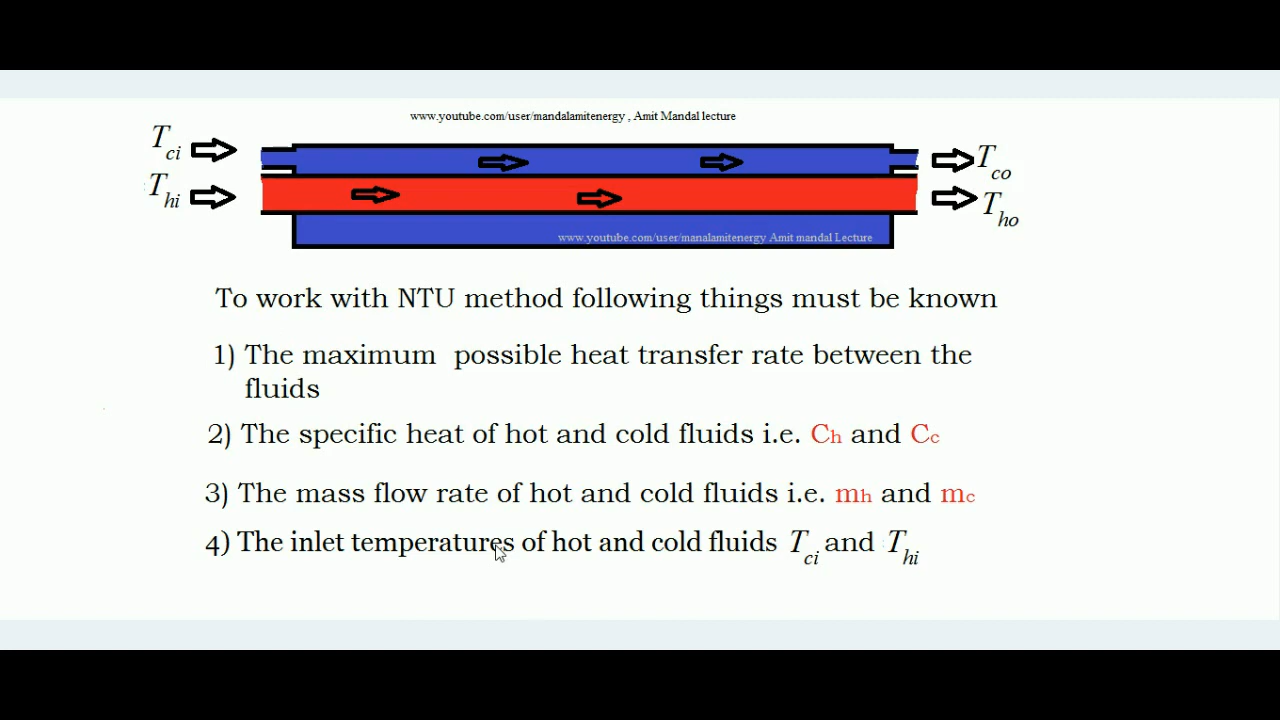 www.youtube.com/user/mandalamitenergy , Amit Mandal lecture
Tci
Thi
Tco
Tho
www.youtube.com/user/manalamitenergy Amit mandal Lecture
To work with NTU method following things must be known
1) The maximum possible heat transfer rate between the
fluids
2) The specific heat of hot and cold fluids i.e. Ch and Cc
3) The mass flow rate of hot and cold fluids i.e. mh and mc
4) The inlet temperatures of hot and cold fluids Tci and Thi